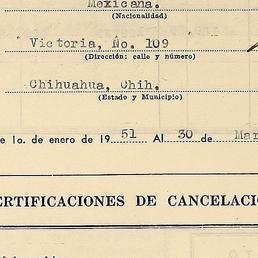 Mexicana.
(Nacionalidad)
Victoria, No. 109
(Dirección: calle y número)
Chihuahua, Chih.
(Estado y Municipio)
e 1o. de enero de 19 51 Al 30 de Mar
ERTIFICACIONES DE CANCELACIO